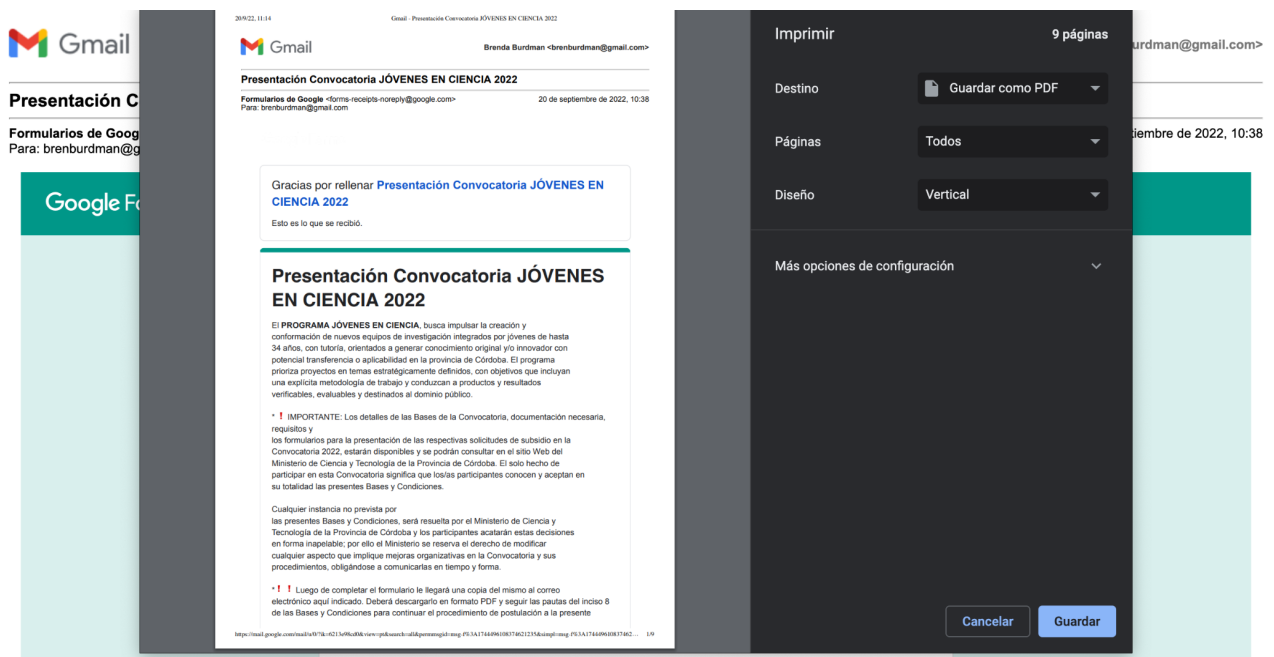 Gmail
Presentación C
Formularios de Goog
Para: brenburdman@g
Google Fo
20/9/22, 11:14
Gmail - Presentación Convocatoria JÓVENES EN CIENCIA 2022
Gmail
Brenda Burdman <brenburdman@gmail.com>
Presentación Convocatoria JÓVENES EN CIENCIA 2022
Formularios de Google <forms-receipts-noreply@google.com>
20 de septiembre de 2022, 10:38
Para: brenburdman@gmail.com
Gracias por rellenar Presentación Convocatoria JÓVENES EN
CIENCIA 2022
Esto es lo que se recibió.
Presentación Convocatoria JÓVENES
EN CIENCIA 2022
El PROGRAMA JÓVENES EN CIENCIA, busca impulsar la creación y
conformación de nuevos equipos de investigación integrados por jóvenes de hasta
34 años, con tutoría, orientados a generar conocimiento original y/o innovador con
potencial transferencia o aplicabilidad en la provincia de Córdoba. El programa
prioriza proyectos en temas estratégicamente definidos, con objetivos que incluyan
una explícita metodología de trabajo y conduzcan a productos y resultados
verificables, evaluables y destinados al dominio público.
* ❗ IMPORTANTE: Los detalles de las Bases de la Convocatoria, documentación necesaria,
requisitos y
los formularios para la presentación de las respectivas solicitudes de subsidio en la
Convocatoria 2022, estarán disponibles y se podrán consultar en el sitio Web del
Ministerio de Ciencia y Tecnología de la Provincia de Córdoba. El solo hecho de
participar en esta Convocatoria significa que los/as participantes conocen y aceptan en
su totalidad las presentes Bases y Condiciones.
Cualquier instancia no prevista por
las presentes Bases y Condiciones, será resuelta por el Ministerio de Ciencia y
Tecnología de la Provincia de Córdoba y los participantes acatarán estas decisiones
en forma inapelable; por ello el Ministerio se reserva el derecho de modificar
cualquier aspecto que implique mejoras organizativas en la Convocatoria y sus
procedimientos, obligándose a comunicarlas en tiempo y forma.
* ❗ ❗ Luego de completar el formulario le llegará una copia del mismo al correo
electrónico aquí indicado. Deberá descargarlo en formato PDF y seguir las pautas del inciso 8
de las Bases y Condiciones para continuar el procedimiento de postulación a la presente
1/9
Imprimir
9 páginas
Destino
Guardar como PDF
Páginas
Todos
Diseño
Vertical
Más opciones de configuración
Cancelar
Guardar
urdman@gmail.com>
iembre de 2022, 10:38